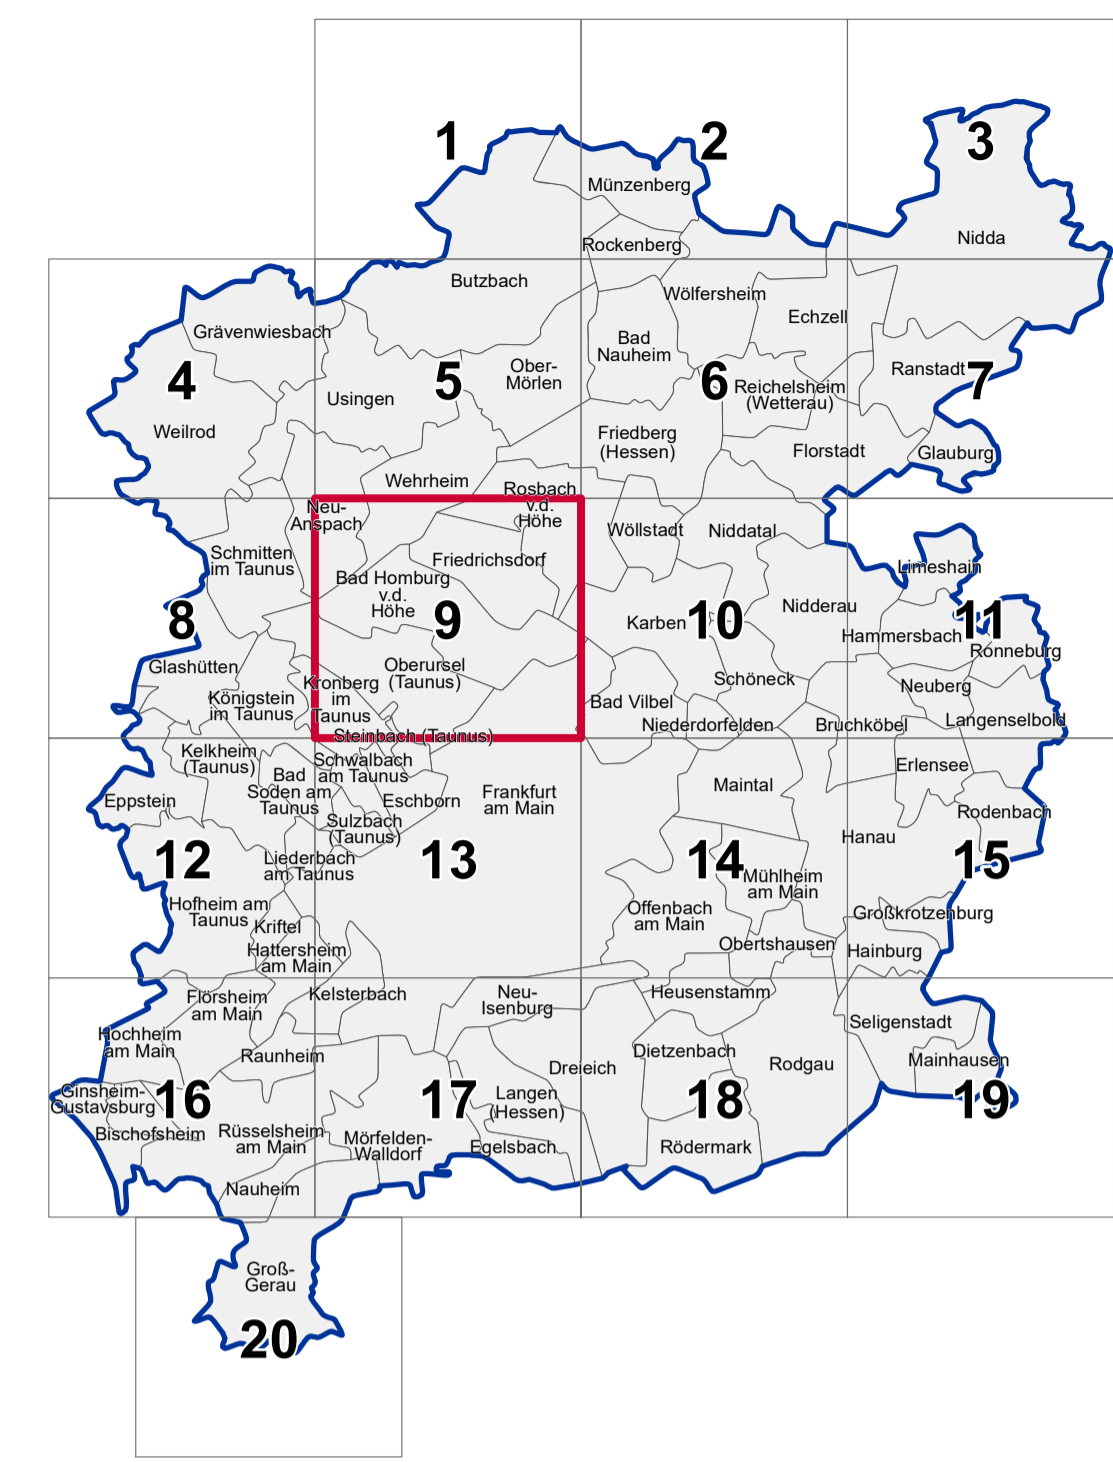 1
2
3
Münzenberg
Rockenberg
Nidda
Butzbach
Wölfersheim
Echzell
Grävenwiesbach
Bad
Nauheim
Ober-
Mörlen
4
5
6
7
Ranstadt
Reichelsheim
(Wetterau)
Usingen
Weilrod
Friedberg
(Hessen)
Florstadt
Glauburg
Wehrheim
Rosbach
v.d.
Höhe
Neu-
Anspach
Wöllstadt
Niddatal
Schmitten
im Taunus
Friedrichsdorf
Limeshain
Bad Homburg
v.d.
Höhe
8
9
10
11
Nidderau
Karben
Hammersbach
Ronneburg
Glashütten
Oberursel
(Taunus)
Schöneck
Neuberg
Königstein
im Taunus
Kronberg
im
Taunus
Bad Vilbel
Niederdorfelden
Bruchköbel
Langenselbold
Steinbach (Taunus)
Kelkheim
(Taunus)
Schwalbach
am Taunus
Erlensee
Bad
Soden am
Taunus
Eppstein
Eschborn
Frankfurt
am Main
Maintal
Rodenbach
Sulzbach
(Taunus)
Hanau
12
13
14
15
Liederbach
am Taunus
Mühlheim
am Main
Hofheim am
Taunus
Offenbach
am Main
Großkrotzenburg
Kriftel
Obertshausen
Hainburg
Hattersheim
am Main
Flörsheim
am Main
Kelsterbach
Neu-
Isenburg
Heusenstamm
Seligenstadt
Hochheim
am Main
Raunheim
Dietzenbach
Dreieich
Rodgau
Mainhausen
Ginsheim-
Gustavsburg
16
17
18
19
Langen
(Hessen)
Bischofsheim
Rüsselsheim
am Main
Mörfelden-
Walldorf
Egelsbach
Rödermark
Nauheim
Groß-
Gerau
20